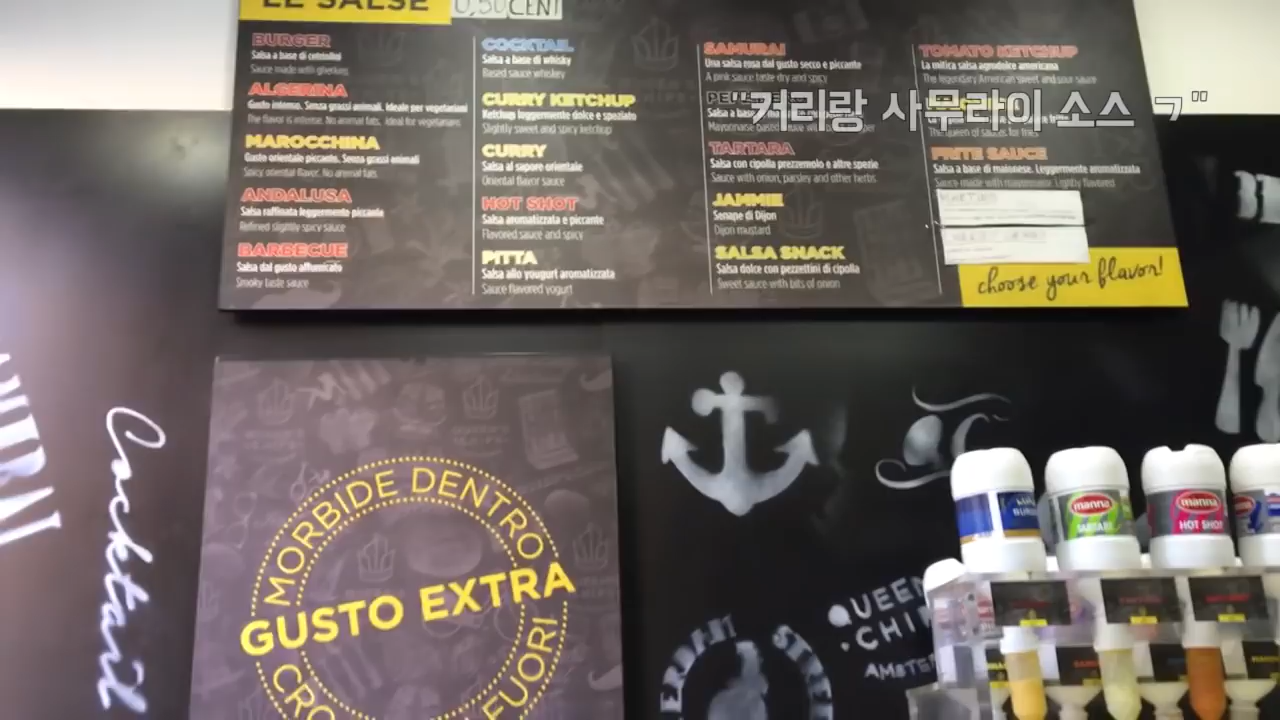 LE SALSE
0,50 CENT
BURGER
Salsa a base di cetriolini
Sauce made with gherkins
ALGERINA
Gusto intenso. Senza grassi animali. Ideale per vegetariani
The flavor is intense. No animal fats. Ideal for vegetarians
MAROCCHINA
Gusto orientale piccante. Senza grassi animali
Spicy oriental flavor. No animal fats
ANDALUSA
Salsa raffinata leggermente piccante
Refined slightly spicy sauce
BARBECUE
Salsa dal gusto affumicato
Smoky taste sauce
COCKTAIL
Salsa a base di whisky
Based sauce whiskey
CURRY KETCHUP
Ketchup leggermente dolce e speziato
Slightly sweet and spicy ketchup
CURRY
Salsa al sapore orientale
Oriental flavor sauce
HOT SHOT
Salsa aromatizzata e piccante
Flavored sauce and spicy
PITTA
Salsa allo yougurt aromatizzata
Sauce flavored yogurt
SAMURAI
Una salsa rosa dal gusto secco e piccante
A pink sauce taste dry and spicy
Salsa a base
Mayonnaise based
TARTARA
Salsa con cipolla prezzemolo e altre spezie
Sauce with onion, parsley and other herbs
JAMMIE
Senape di Dijon
Dijon mustard
SALSA SNACK
Salsa dolce con pezzettini di cipolla
Sweet sauce with bits of onion
TOMATO KETCHUP
La mitica salsa agrodolce americana
The legendary American sweet and sour sauce
The queen of sauces for fries
FRITE SAUCE
Salsa a base di maionese. Leggermente aromatizzata
Sauce made with mayonnaise. Lightly flavored
choose your flavor!
"커리랑 사무라이 소스 ㄱ"
Cocktail
MORBIDE DENTRO
GUSTO EXTRA
FUORI
QUEEN
CHI
AMSTE
manna
TARTARE
manna
HOT SHOT